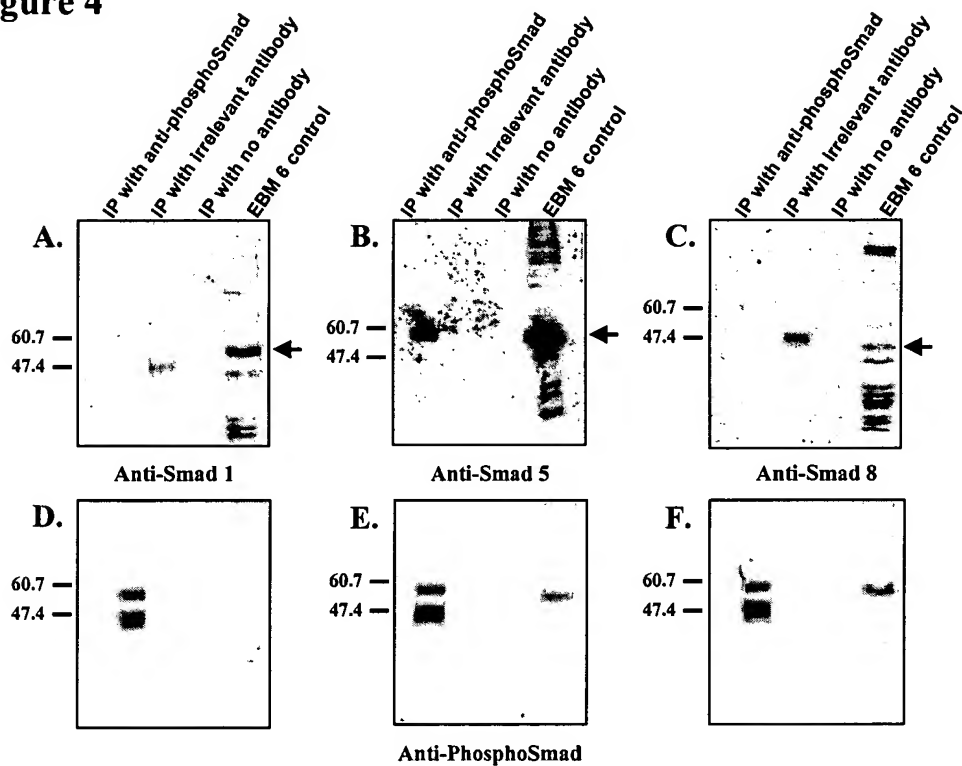 gure 4
IP with anti-phosphoSmad
IP with irrelevant antibody
IP with no antibody
EBM 6 control
IP with anti-phosphoSmad
IP with irrelevant antibody
IP with no antibody
EBM 6 control
IP with anti-phosphoSmad
IP with irrelevant antibody
IP with no antibody
EBM 6 control
A.
60.7
47.4
Anti-Smad 1
B.
60.7
47.4
Anti-Smad 5
C.
60.7
47.4
Anti-Smad 8
D.
60.7
47.4
E.
60.7
47.4
F.
60.7
47.4
Anti-PhosphoSmad